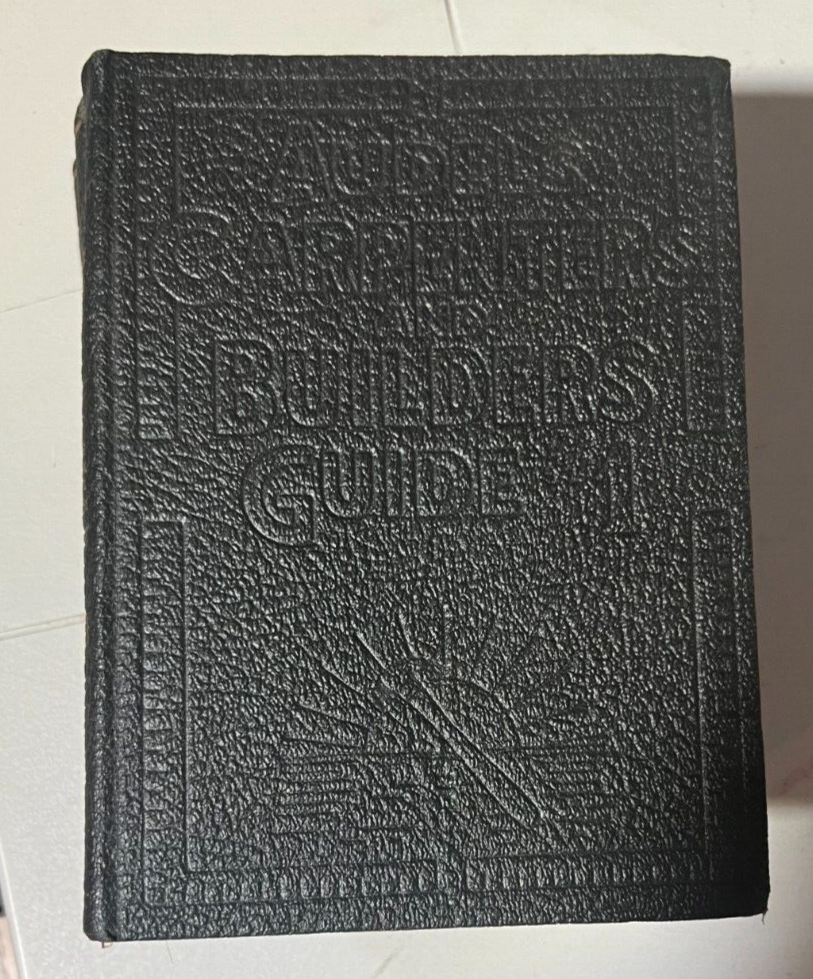 AUDELS
CARPENTERS
AND
BUILDERS
GUIDE 1